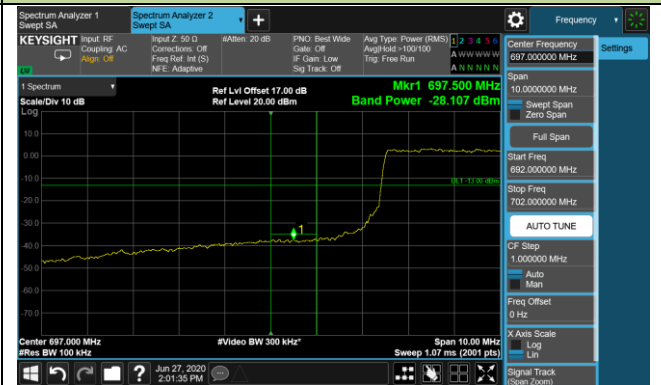 Spectrum Analyzer 1
Swept SA
Spectrum Analyzer 2
Swept SA
+
Frequency
KEYSIGHT
Input: RF
Coupling: AC
Align: Off
Input Z: 50 Ω
Corrections: Off
Freq Ref: Int (S)
NFE: Adaptive
#Atten: 20 dB
PNO: Best Wide
Gate: Off
IF Gain: Low
Sig Track: Off
Avg Type: Power (RMS)
Avg|Hold:>100/100
Trig: Free Run
1 2 3 4 5 6
A W W W W W
A N N N N N
LW
1 Spectrum
Scale/Div 10 dB
Log
Ref Lvl Offset 17.00 dB
Ref Level 20.00 dBm
Mkr1 697.500 MHz
Band Power -28.107 dBm
10.0
0.00
-10.0
-20.0
-30.0
-40.0
-50.0
-60.0
-70.0
DL1 -13.00 dBm
1
Center 697.000 MHz
#Res BW 100 kHz
#Video BW 300 kHz*
Span 10.00 MHz
Sweep 1.07 ms (2001 pts)
Jun 27, 2020
2:01:35 PM
?
Center Frequency
697.000000 MHz
Settings
Span
10.0000000 MHz
Swept Span
Zero Span
Full Span
Start Freq
692.000000 MHz
Stop Freq
702.000000 MHz
AUTO TUNE
CF Step
1.000000 MHz
Auto
Man
Freq Offset
0 Hz
X Axis Scale
Log
Lin
Signal Track
(Span Zoom)